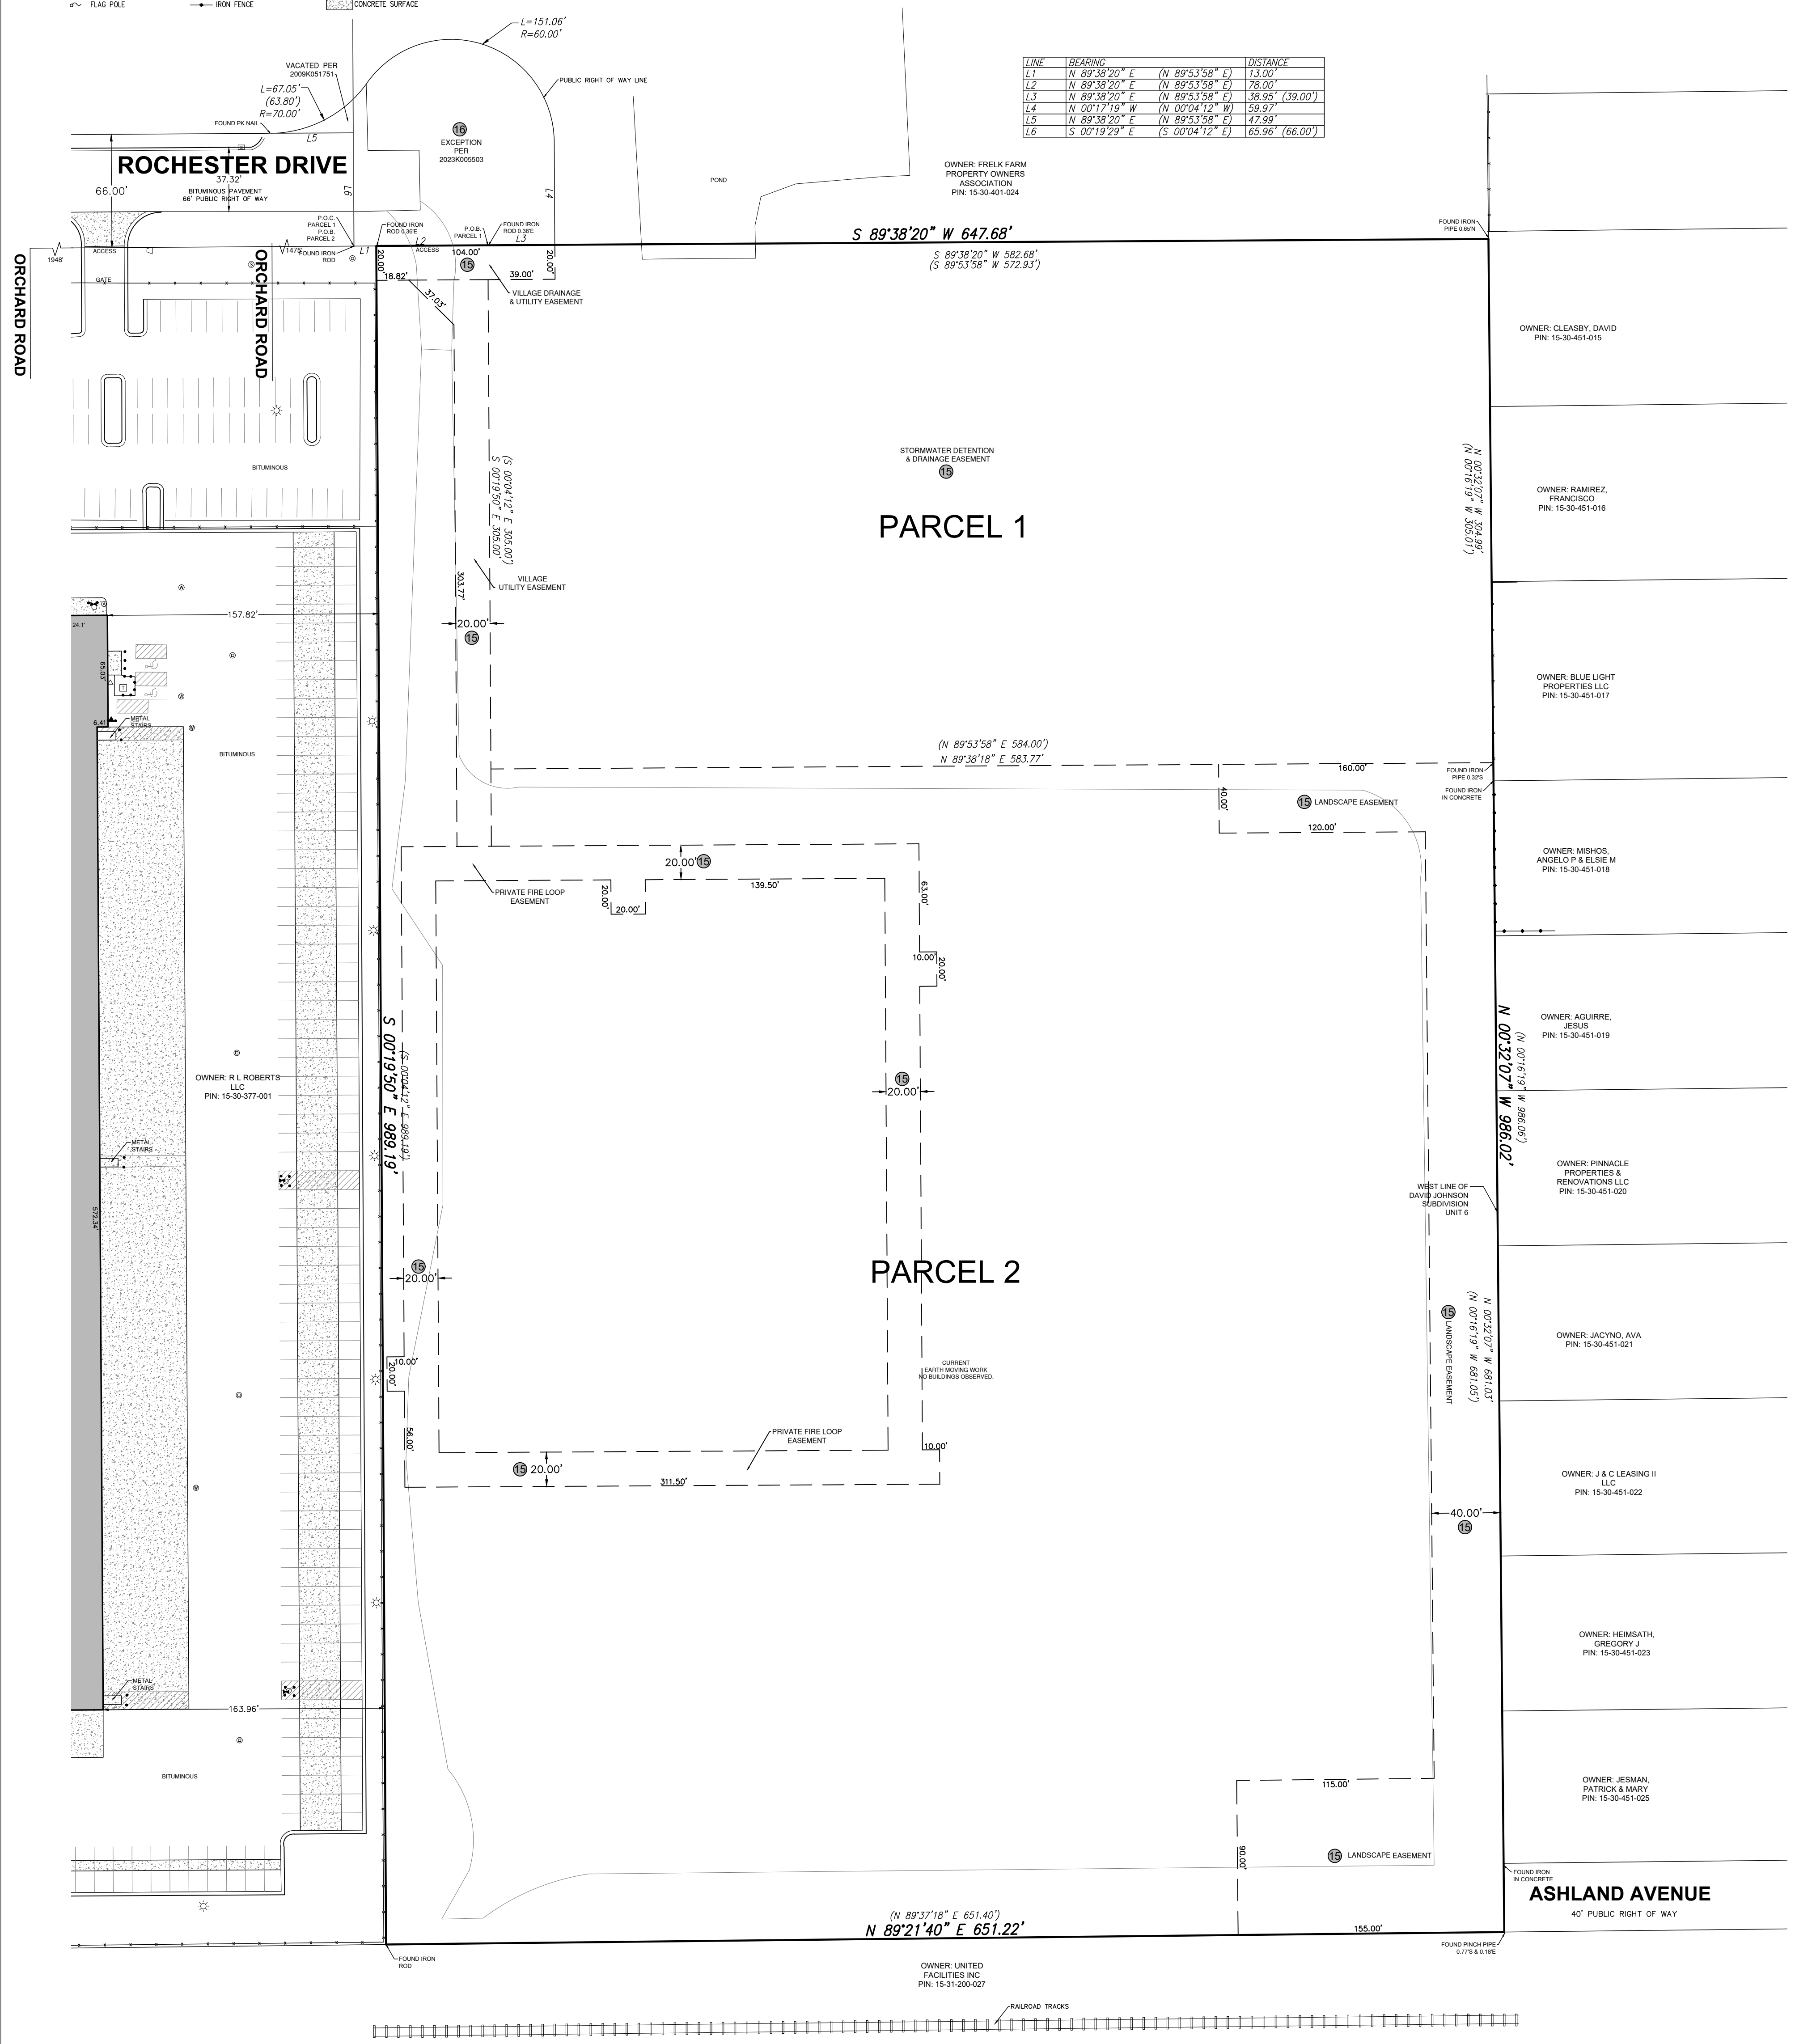 FLAG POLE
IRON FENCE
CONCRETE SURFACE
L=151.06'
R=60.00'
VACATED PER
2009K051751
PUBLIC RIGHT OF WAY LINE
L=67.05'
(63.80')
R=70.00'
FOUND PK NAIL
L5
16
EXCEPTION
PER
2023K005503
LINE BEARING DISTANCE
L1 N 89°38'20" E (N 89°53'58" E) 13.00'
L2 N 89°38'20" E (N 89°53'58" E) 78.00'
L3 N 89°38'20" E (N 89°53'58" E) 38.95' (39.00')
L4 N 00°17'19" W (N 00°04'12" W) 59.97'
L5 N 89°38'20" E (N 89°53'58" E) 47.99'
L6 S 00°19'29" E (S 00°04'12" E) 65.96' (66.00')
ROCHESTER DRIVE
37.32'
66.00'
BITUMINOUS PAVEMENT
66' PUBLIC RIGHT OF WAY
L6
L4
POND
OWNER: FRELK FARM
PROPERTY OWNERS
ASSOCIATION
PIN: 15-30-401-024
P.O.C.
PARCEL 1
P.O.B.
PARCEL 2
FOUND IRON
ROD 0.36'E
P.O.B.
PARCEL 1
FOUND IRON
ROD 0.38'E
FOUND IRON
PIPE 0.65'N
1948'
ACCESS
1475'
FOUND IRON
ROD
L1
L2
ACCESS
L3
S 89°38'20" W 647.68'
S 89°38'20" W 582.68'
(S 89°53'58" W 572.93')
ORCHARD ROAD
ORCHARD ROAD
GATE
20.00'
104.00'
15
20.00'
18.82'
39.00'
37.03'
VILLAGE DRAINAGE
& UTILITY EASEMENT
OWNER: CLEASBY, DAVID
PIN: 15-30-451-015
BITUMINOUS
STORMWATER DETENTION
& DRAINAGE EASEMENT
15
PARCEL 1
(S 00°04'12" E 305.00')
S 00°19'50" E 305.00'
N 00°32'07" W 304.99'
(N 00°16'19" W 305.01')
OWNER: RAMIREZ,
FRANCISCO
PIN: 15-30-451-016
VILLAGE
UTILITY EASEMENT
303.77'
20.00'
15
157.82'
24.1'
65.03'
6.41'
T
METAL
STAIRS
BITUMINOUS
OWNER: BLUE LIGHT
PROPERTIES LLC
PIN: 15-30-451-017
(N 89°53'58" E 584.00')
N 89°38'18" E 583.77'
160.00'
FOUND IRON
PIPE 0.32'S
FOUND IRON
IN CONCRETE
40.00'
15 LANDSCAPE EASEMENT
120.00'
20.00' 15
139.50'
PRIVATE FIRE LOOP
EASEMENT
20.00'
20.00'
63.00'
10.00'
20.00'
OWNER: MISHOS,
ANGELO P & ELSIE M
PIN: 15-30-451-018
OWNER: AGUIRRE,
JESUS
PIN: 15-30-451-019
S 00°19'50" E 989.19'
(S 00°04'12" E 989.19')
N 00°32'07" W 986.02'
(N 00°16'19" W 986.06')
OWNER: R L ROBERTS
LLC
PIN: 15-30-377-001
15
20.00'
METAL
STAIRS
572.34'
OWNER: PINNACLE
PROPERTIES &
RENOVATIONS LLC
PIN: 15-30-451-020
WEST LINE OF
DAVID JOHNSON
SUBDIVISION
UNIT 6
PARCEL 2
15
20.00'
15
LANDSCAPE EASEMENT
N 00°32'07" W 681.03'
(N 00°16'19" W 681.05')
OWNER: JACYNO, AVA
PIN: 15-30-451-021
10.00'
20.00'
CURRENT
EARTH MOVING WORK
NO BUILDINGS OBSERVED.
56.00'
PRIVATE FIRE LOOP
EASEMENT
10.00'
15 20.00'
311.50'
OWNER: J & C LEASING II
LLC
PIN: 15-30-451-022
40.00'
15
OWNER: HEIMSATH,
GREGORY J
PIN: 15-30-451-023
METAL
STAIRS
163.96'
BITUMINOUS
115.00'
90.00'
15 LANDSCAPE EASEMENT
OWNER: JESMAN,
PATRICK & MARY
PIN: 15-30-451-025
FOUND IRON
IN CONCRETE
ASHLAND AVENUE
40' PUBLIC RIGHT OF WAY
(N 89°37'18" E 651.40')
N 89°21'40" E 651.22'
155.00'
FOUND PINCH PIPE
0.77'S & 0.18'E
FOUND IRON
ROD
OWNER: UNITED
FACILITIES INC
PIN: 15-31-200-027
RAILROAD TRACKS